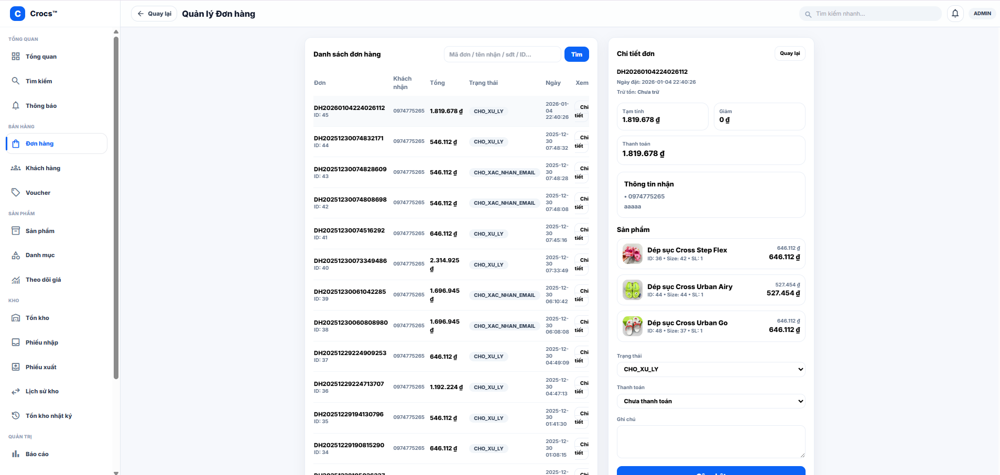 C Crocs™
TỔNG QUAN
Tổng quan
Tìm kiếm
Thông báo
BÁN HÀNG
Đơn hàng
Khách hàng
Voucher
SẢN PHẨM
Sản phẩm
Danh mục
Theo dõi giá
KHO
Tồn kho
Phiếu nhập
Phiếu xuất
Lịch sử kho
Tồn kho nhật ký
QUẢN TRỊ
Báo cáo
Quay lại
Quản lý Đơn hàng
Tìm kiếm nhanh...
ADMIN
Danh sách đơn hàng
Mã đơn / tên nhận / sđt / ID...
Tìm
Đơn Khách nhận Tổng Trạng thái Ngày Xem
DH20260104224026112 0974775265 1.819.678 ₫ CHO_XU_LY 2026-01-04 22:40:26 Chi tiết
ID: 45
DH20251230074832171 0974775265 546.112 ₫ CHO_XU_LY 2025-12-30 07:48:32 Chi tiết
ID: 44
DH20251230074828609 0974775265 546.112 ₫ CHO_XAC_NHAN_EMAIL 2025-12-30 07:48:28 Chi tiết
ID: 43
DH20251230074808698 0974775265 546.112 ₫ CHO_XAC_NHAN_EMAIL 2025-12-30 07:48:08 Chi tiết
ID: 42
DH20251230074516292 0974775265 646.112 ₫ CHO_XU_LY 2025-12-30 07:45:16 Chi tiết
ID: 41
DH20251230073349486 0974775265 2.314.925 ₫ CHO_XU_LY 2025-12-30 07:33:49 Chi tiết
ID: 40
DH20251230061042285 0974775265 1.696.945 ₫ CHO_XAC_NHAN_EMAIL 2025-12-30 06:10:42 Chi tiết
ID: 39
DH20251230060808980 0974775265 1.696.945 ₫ CHO_XAC_NHAN_EMAIL 2025-12-30 06:08:08 Chi tiết
ID: 38
DH20251229224909253 0974775265 646.112 ₫ CHO_XU_LY 2025-12-30 04:49:09 Chi tiết
ID: 37
DH20251229224713707 0974775265 1.192.224 ₫ CHO_XU_LY 2025-12-30 04:47:13 Chi tiết
ID: 36
DH20251229194130796 0974775265 546.112 ₫ CHO_XU_LY 2025-12-30 01:41:30 Chi tiết
ID: 35
DH20251229190815290 0974775265 646.112 ₫ CHO_XU_LY 2025-12-30 01:08:15 Chi tiết
ID: 34
2025-12-
Chi tiết đơn
Quay lại
DH20260104224026112
Ngày đặt: 2026-01-04 22:40:26
Trừ tồn: Chưa trừ
Tạm tính
1.819.678 ₫
Giảm
0 ₫
Thanh toán
1.819.678 ₫
Thông tin nhận
• 0974775265
aaaaa
Sản phẩm
Dép sục Cross Step Flex 646.112 ₫
ID: 36 • Size: 42 • SL: 1 646.112 ₫
Dép sục Cross Urban Airy 527.454 ₫
ID: 44 • Size: 44 • SL: 1 527.454 ₫
Dép sục Cross Urban Go 646.112 ₫
ID: 48 • Size: 37 • SL: 1 646.112 ₫
Trạng thái
CHO_XU_LY
Thanh toán
Chưa thanh toán
Ghi chú